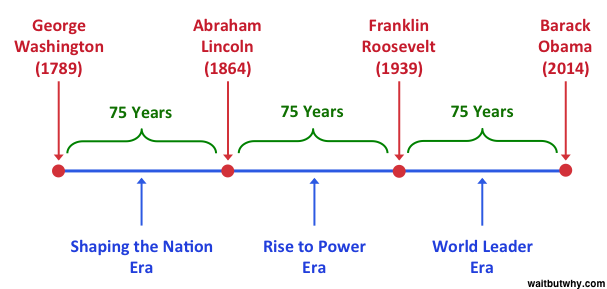 George
Washington
(1789)
Abraham
Lincoln
(1864)
Franklin
Roosevelt
(1939)
Barack
Obama
(2014)
75 Years
75 Years
75 Years
Shaping the Nation
Era
Rise to Power
Era
World Leader
Era
waitbutwhy.com